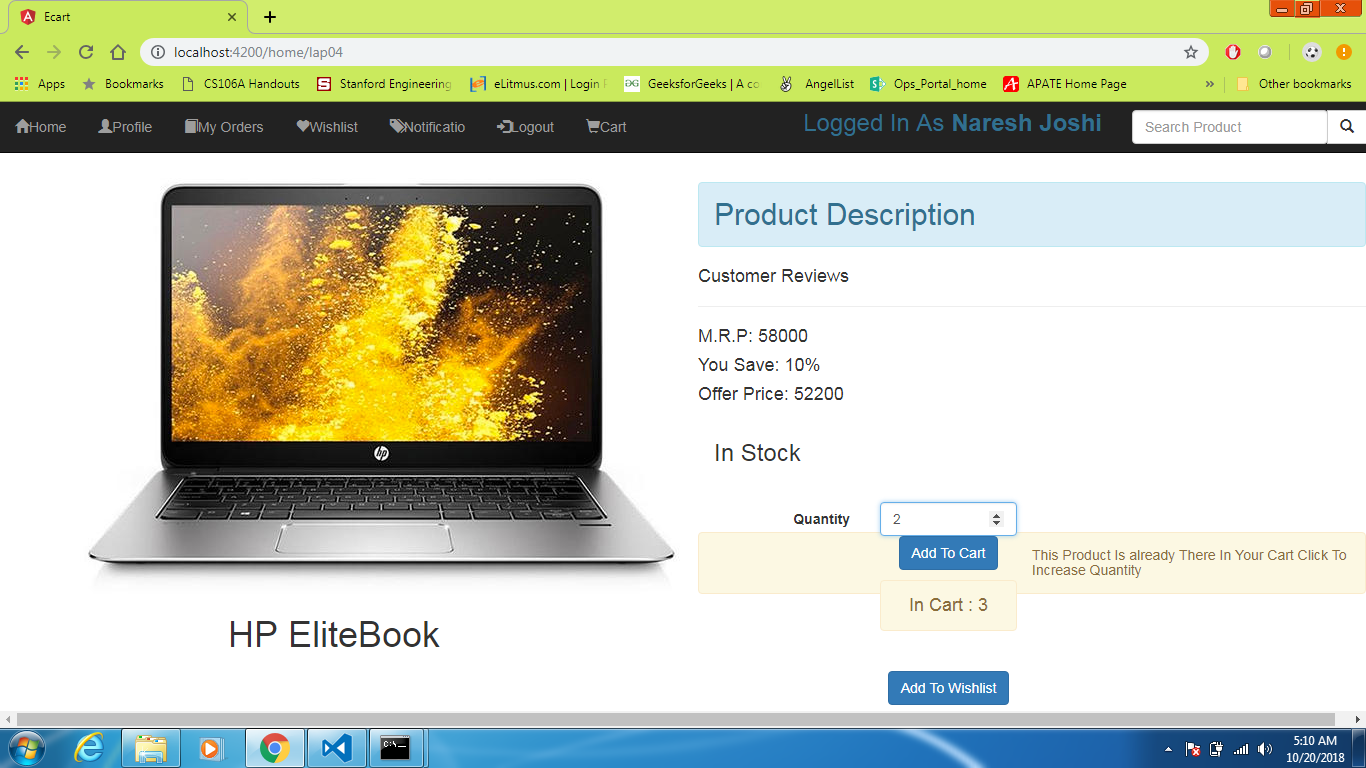 Ecart
localhost:4200/home/lap04
Apps Bookmarks CS106A Handouts Stanford Engineering eLitmus.com | Login GeeksforGeeks | A co AngelList Ops_Portal_home APATE Home Page » Other bookmarks
Home Profile My Orders Wishlist Notificatio Logout Cart Logged In As Naresh Joshi Search Product
hp
HP EliteBook
Product Description
Customer Reviews
M.R.P: 58000
You Save: 10%
Offer Price: 52200
In Stock
Quantity 2
Add To Cart
This Product Is already There In Your Cart Click To
Increase Quantity
In Cart : 3
Add To Wishlist
5:10 AM
10/20/2018